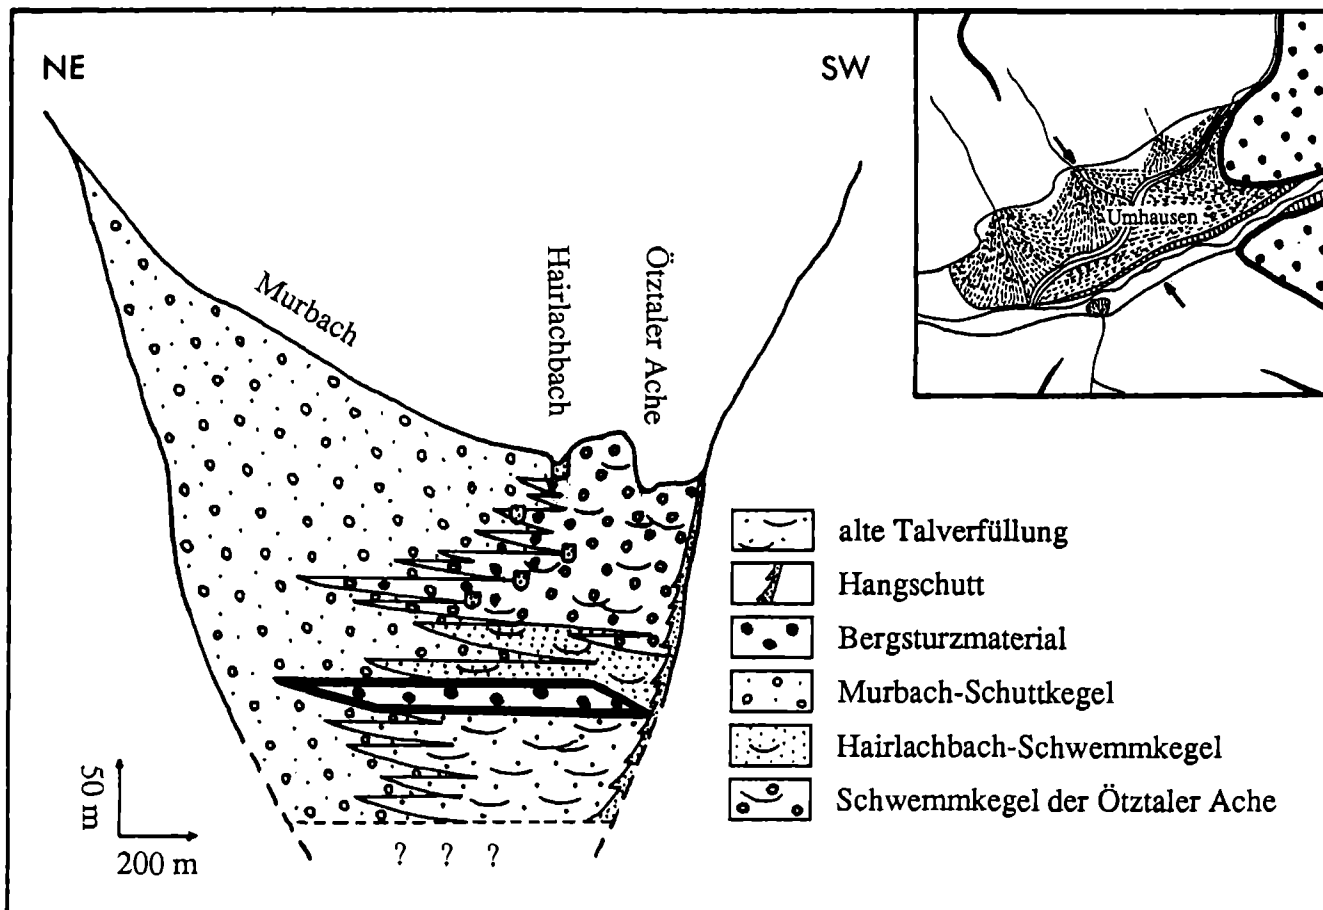 NE
SW
Umhausen
Murbach
Hairlachbach
Ötztaler Ache
alte Talverfüllung
Hangschutt
Bergsturzmaterial
Murbach-Schuttkegel
Hairlachbach-Schwemmkegel
Schwemmkegel der Ötztaler Ache
50 m
200 m
? ? ?